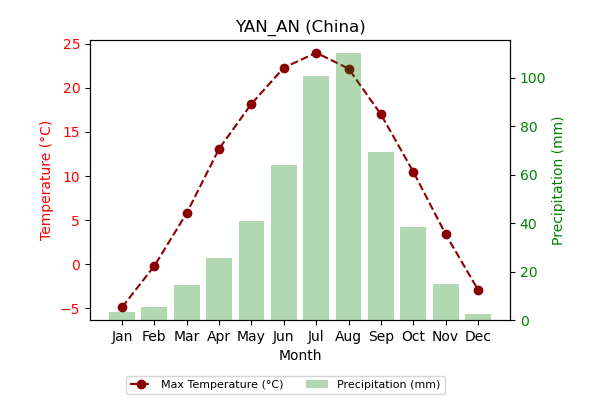 YAN_AN (China)
25
20
15
10
5
0
−5
Temperature (°C)
100
80
60
40
20
0
Precipitation (mm)
Jan Feb Mar Apr May Jun Jul Aug Sep Oct Nov Dec
Month
Max Temperature (°C) Precipitation (mm)